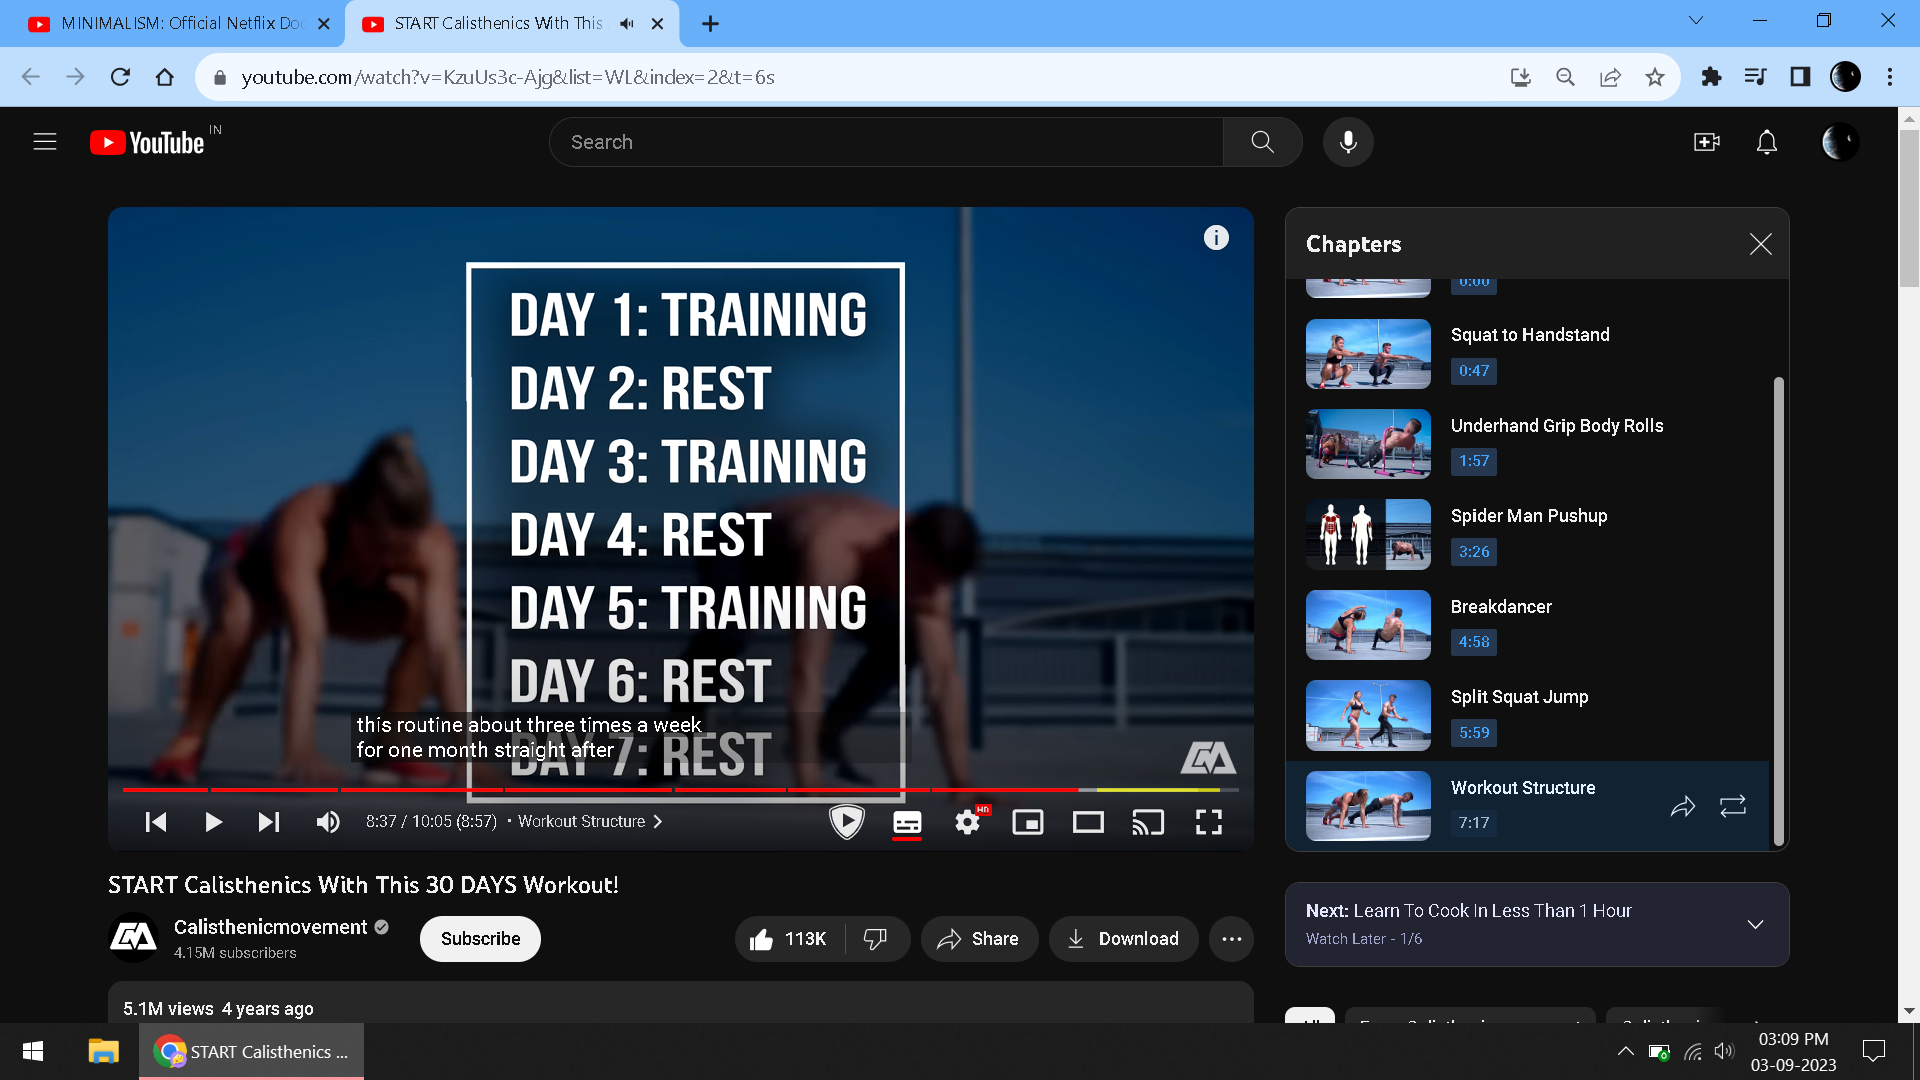 MINIMALISM: Official Netflix Doc
START Calisthenics With This
youtube.com/watch?v=KzuUs3c-Ajg&list=WL&index=2&t=6s
YouTube
IN
Search
DAY 1: TRAINING
DAY 2: REST
DAY 3: TRAINING
DAY 4: REST
DAY 5: TRAINING
DAY 6: REST
DAY 7: REST
this routine about three times a week
for one month straight after
8:37 / 10:05 (8:57) • Workout Structure
HD
START Calisthenics With This 30 DAYS Workout!
Calisthenicmovement
4.15M subscribers
Subscribe
113K
Share
Download
5.1M views 4 years ago
Chapters
0:00
Squat to Handstand
0:47
Underhand Grip Body Rolls
1:57
Spider Man Pushup
3:26
Breakdancer
4:58
Split Squat Jump
5:59
Workout Structure
7:17
Next: Learn To Cook In Less Than 1 Hour
Watch Later - 1/6
START Calisthenics ...
03:09 PM
03-09-2023